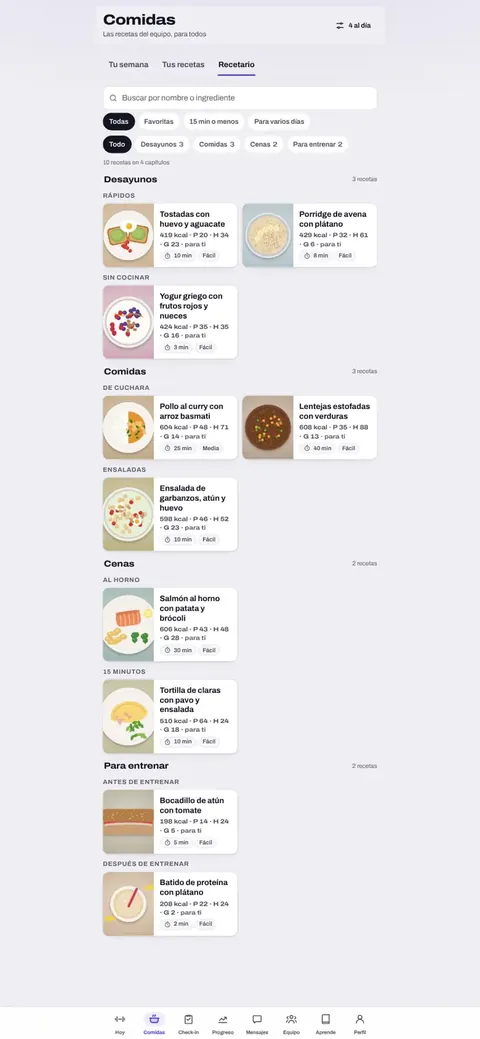 Comidas
Las recetas del equipo, para todos
4 al día
Tu semana
Tus recetas
Recetario
Buscar por nombre o ingrediente
Todas
Favoritas
15 min o menos
Para varios días
Todo
Desayunos 3
Comidas 3
Cenas 2
Para entrenar 2
10 recetas en 4 capítulos
Desayunos
3 recetas
RÁPIDOS
Tostadas con
huevo y aguacate
419 kcal · P 20 · H 34
· G 23 · para ti
10 min
Fácil
Porridge de avena
con plátano
429 kcal · P 32 · H 61
· G 6 · para ti
8 min
Fácil
SIN COCINAR
Yogur griego con
frutos rojos y
nueces
424 kcal · P 35 · H 35
· G 16 · para ti
3 min
Fácil
Comidas
3 recetas
DE CUCHARA
Pollo al curry con
arroz basmati
604 kcal · P 48 · H 71
· G 14 · para ti
25 min
Media
Lentejas estofadas
con verduras
608 kcal · P 35 · H 88
· G 13 · para ti
40 min
Fácil
ENSALADAS
Ensalada de
garbanzos, atún y
huevo
598 kcal · P 46 · H 52
· G 19 · para ti
10 min
Fácil
Cenas
2 recetas
AL HORNO
Salmón al horno
con patata y
brócoli
606 kcal · P 43 · H 48
· G 28 · para ti
30 min
Fácil
15 MINUTOS
Tortilla de claras
con pavo y
ensalada
510 kcal · P 64 · H 24
· G 18 · para ti
10 min
Fácil
Para entrenar
2 recetas
ANTES DE ENTRENAR
Bocadillo de atún
con tomate
198 kcal · P 14 · H 24
· G 5 · para ti
5 min
Fácil
DESPUÉS DE ENTRENAR
Batido de proteína
con plátano
208 kcal · P 22 · H 24
· G 2 · para ti
2 min
Fácil
Hoy
Comidas
Check-in
Progreso
Mensajes
Equipo
Aprende
Perfil